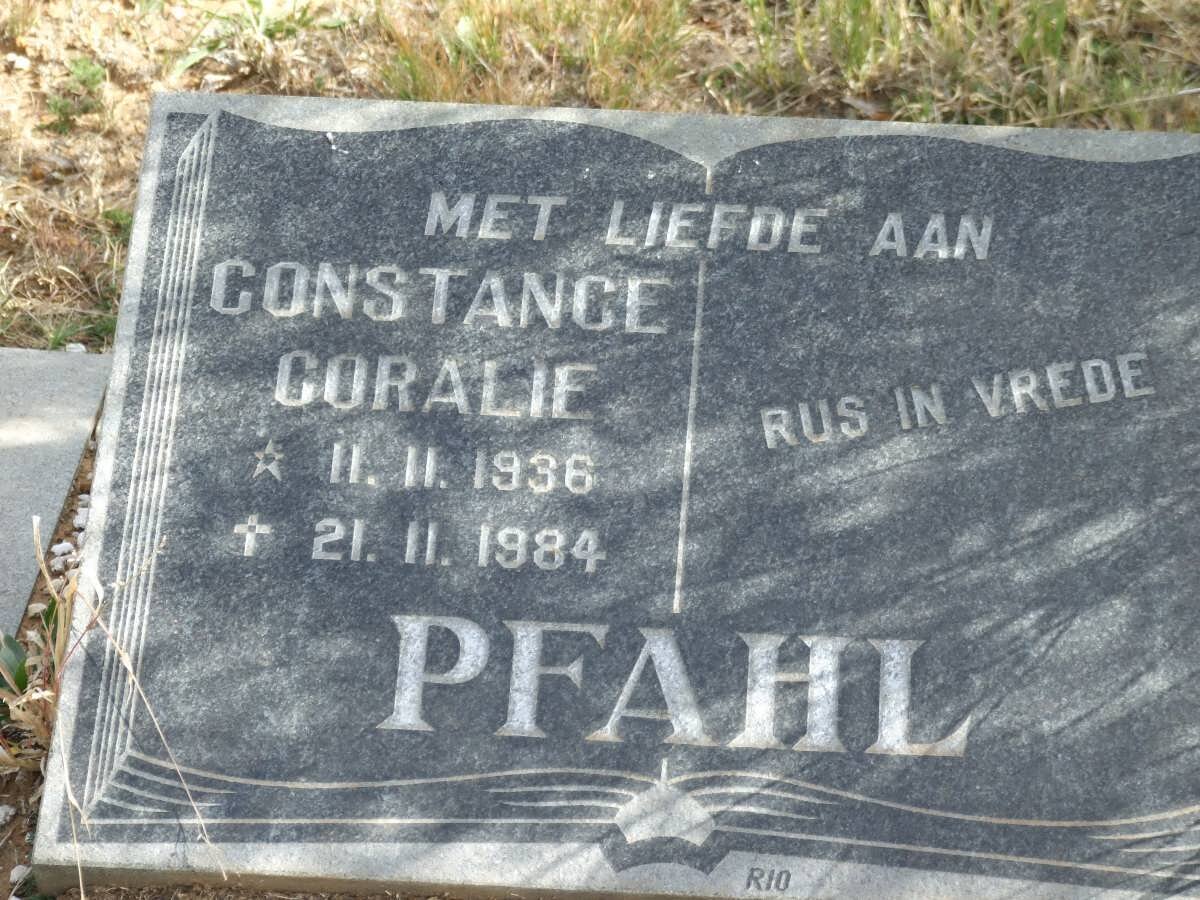 MET LIEFDE AAN
CONSTANCE
CORALIE
☆ 11. 11. 1936
✝ 21. 11. 1984
RUS IN VREDE
PFAHL
RIO